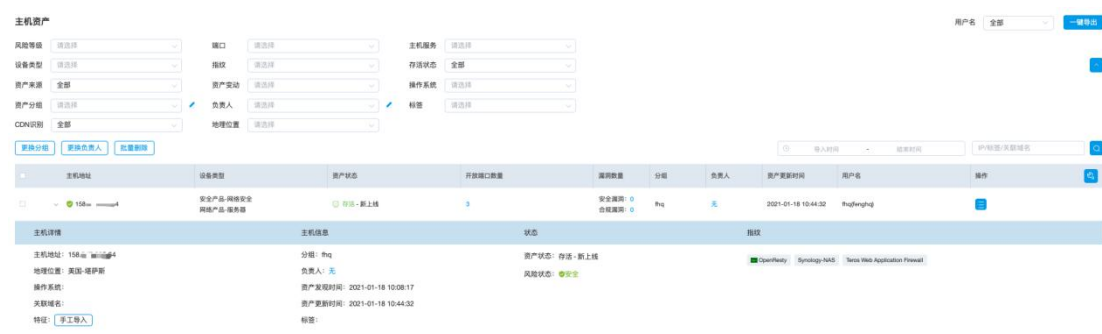 主机资产
用户名 全部 一键导出
风险等级 请选择 端口 请选择 主机服务 请选择
设备类型 请选择 指纹 请选择 存活状态 全部
资产来源 全部 资产变动 请选择 操作系统 请选择
资产分组 请选择 负责人 请选择 标签 请选择
CDN识别 全部 地理位置 请选择
更换分组 更换负责人 批量删除 导入时间 - 结束时间 IP/标签/关联域名
主机地址 设备类型 资产状态 开放端口数量 漏洞数量 分组 负责人 资产更新时间 用户名 操作
安全产品-网络安全 安全漏洞: 0
158 4 存活 - 新上线 3 fhq 无 2021-01-18 10:44:32 fhqfenghq
网络产品-服务器 合规漏洞: 0
主机详情 主机信息 状态 指纹
主机地址: 158. 64 分组: fhq 资产状态: 存活 - 新上线 OpenResty Synology-NAS Teros Web Application Firewall
地理位置: 美国-堪萨斯 负责人: 无 风险状态: 安全
操作系统: 资产发现时间: 2021-01-18 10:08:17
关联域名: 资产更新时间: 2021-01-18 10:44:32
特征: 手工导入 标签: